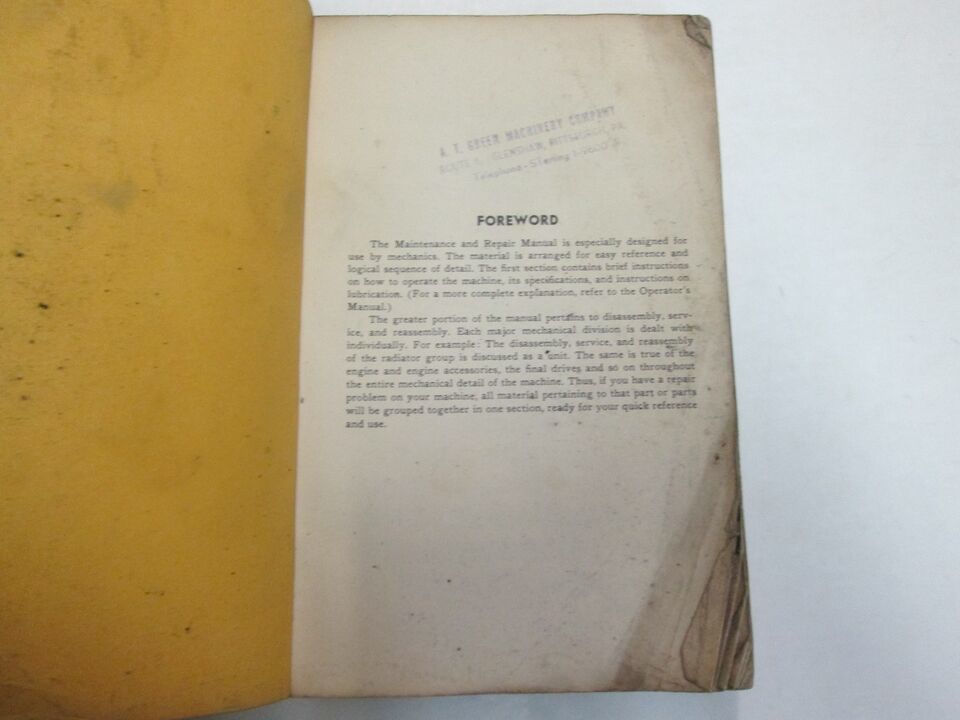 A. T. GREEN MACHINERY COMPANY
ROUTE 8, GLENSHAW, PITTSBURGH, PA.
Telephone - STerling
FOREWORD
The Maintenance and Repair Manual is especially designed for
use by mechanics. The material is arranged for easy reference and
logical sequence of detail. The first section contains brief instructions
on how to operate the machine, its specifications, and instructions on
lubrication. (For a more complete explanation, refer to the Operator's
Manual.)
The greater portion of the manual pertains to disassembly, serv-
ice, and reassembly. Each major mechanical division is dealt with
individually. For example: The disassembly, service, and reassembly
of the radiator group is discussed as a unit. The same is true of the
engine and engine accessories, the final drives and so on throughout
the entire mechanical detail of the machine. Thus, if you have a repair
problem on your machine, all material pertaining to that part or parts
will be grouped together in one section, ready for your quick reference
and use.